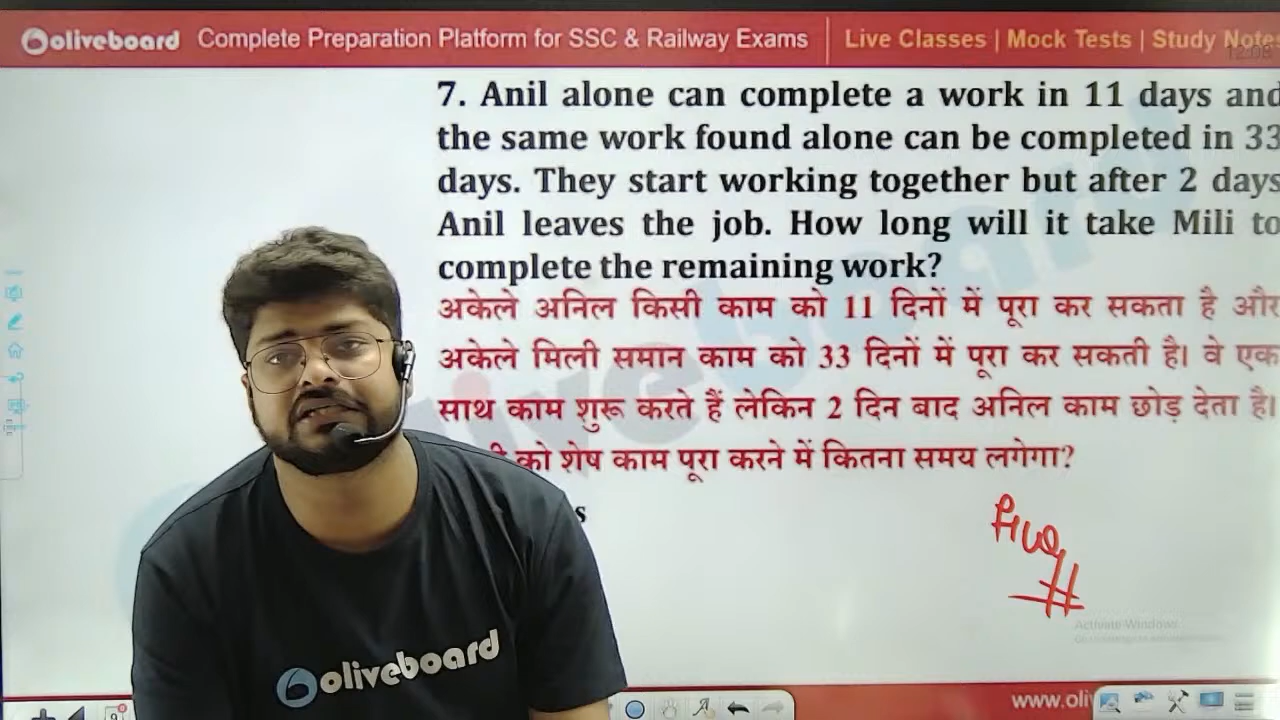 oliveboard Complete Preparation Platform for SSC & Railway Exams Live Classes | Mock Tests | Study Notes
12:08
7. Anil alone can complete a work in 11 days and
the same work found alone can be completed in 33
days. They start working together but after 2 days
Anil leaves the job. How long will it take Mili to
complete the remaining work?
अकेले अनिल किसी काम को 11 दिनों में पूरा कर सकता है और
अकेले मिली समान काम को 33 दिनों में पूरा कर सकती है। वे एक
साथ काम शुरू करते हैं लेकिन 2 दिन बाद अनिल काम छोड़ देता है।
को शेष काम पूरा करने में कितना समय लगेगा?
s
Activate Windows
oliveboard
www.oliv